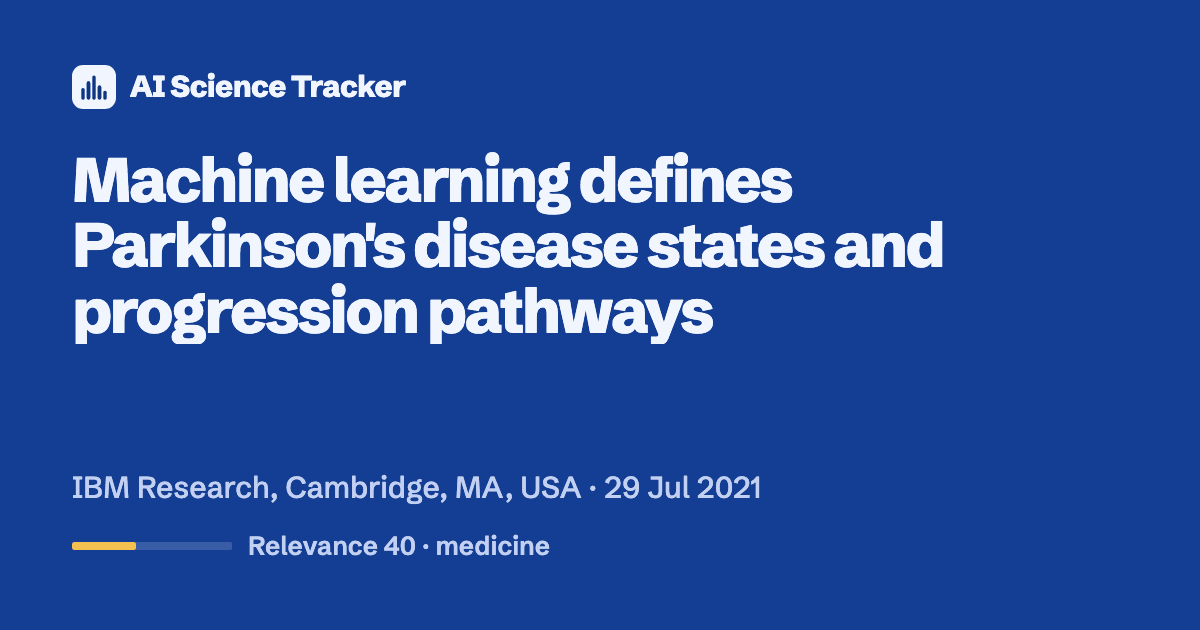 AI Science Tracker
Machine learning defines
Parkinson's disease states and
progression pathways
IBM Research, Cambridge, MA, USA · 29 Jul 2021
Relevance 40 · medicine